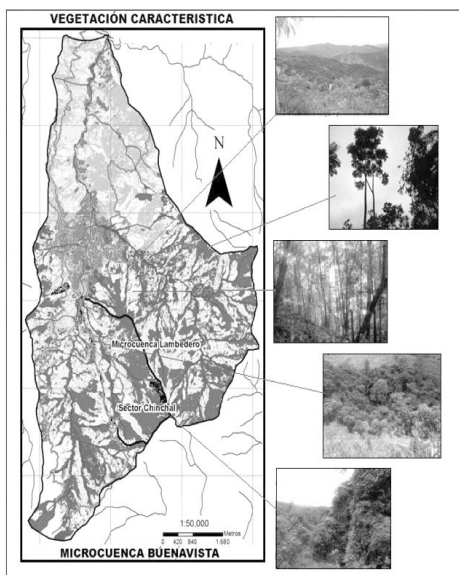 VEGETACIÓN CARACTERISTICA
N
Microcuenca Lambedero
Sector Chinchal
1:50,000
Metros
0 420 840 1.680
MICROCUENCA BUENAVISTA